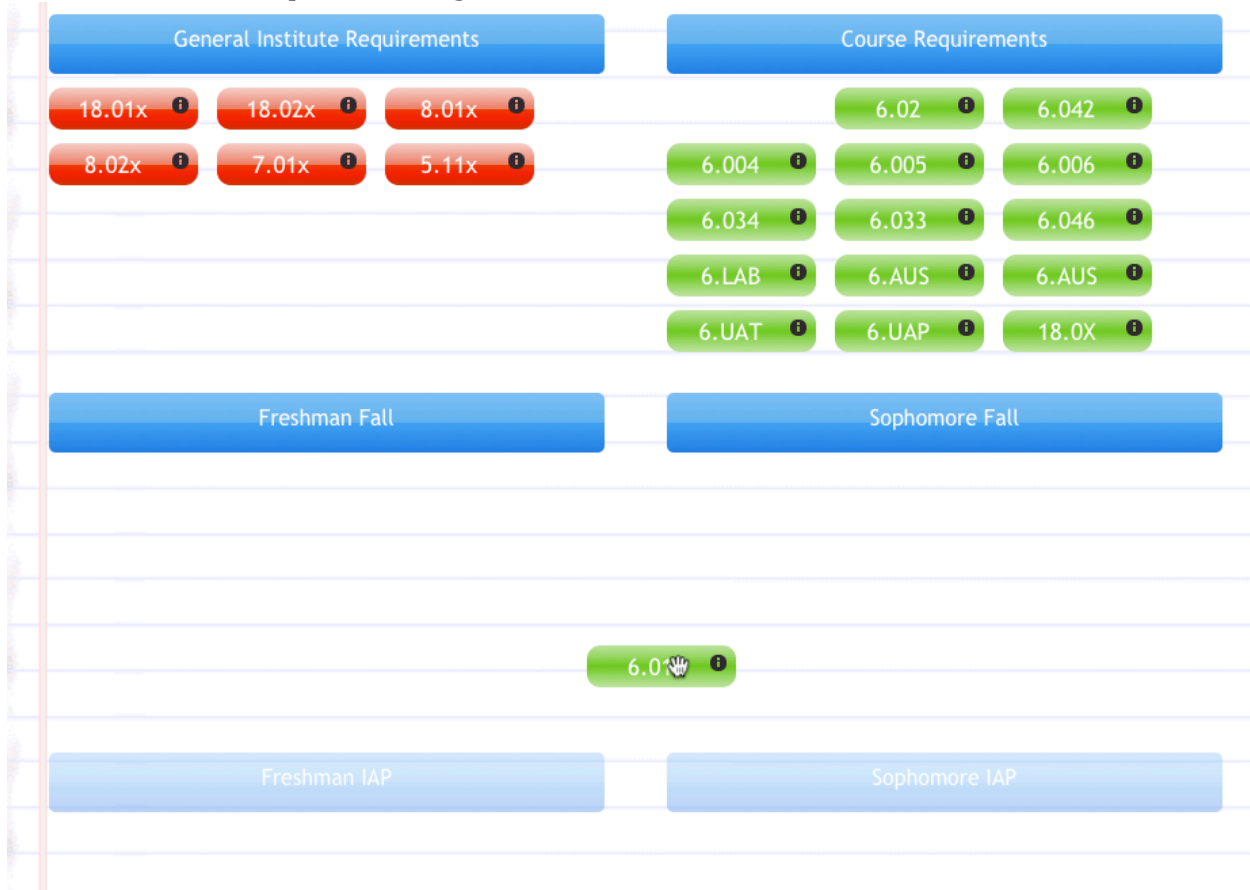 General Institute Requirements
Course Requirements
18.01x 18.02x 8.01x
6.02 6.042
8.02x 7.01x 5.11x
6.004 6.005 6.006
6.034 6.033 6.046
6.LAB 6.AUS 6.AUS
6.UAT 6.UAP 18.0X
Freshman Fall
Sophomore Fall
Freshman IAP
Sophomore IAP